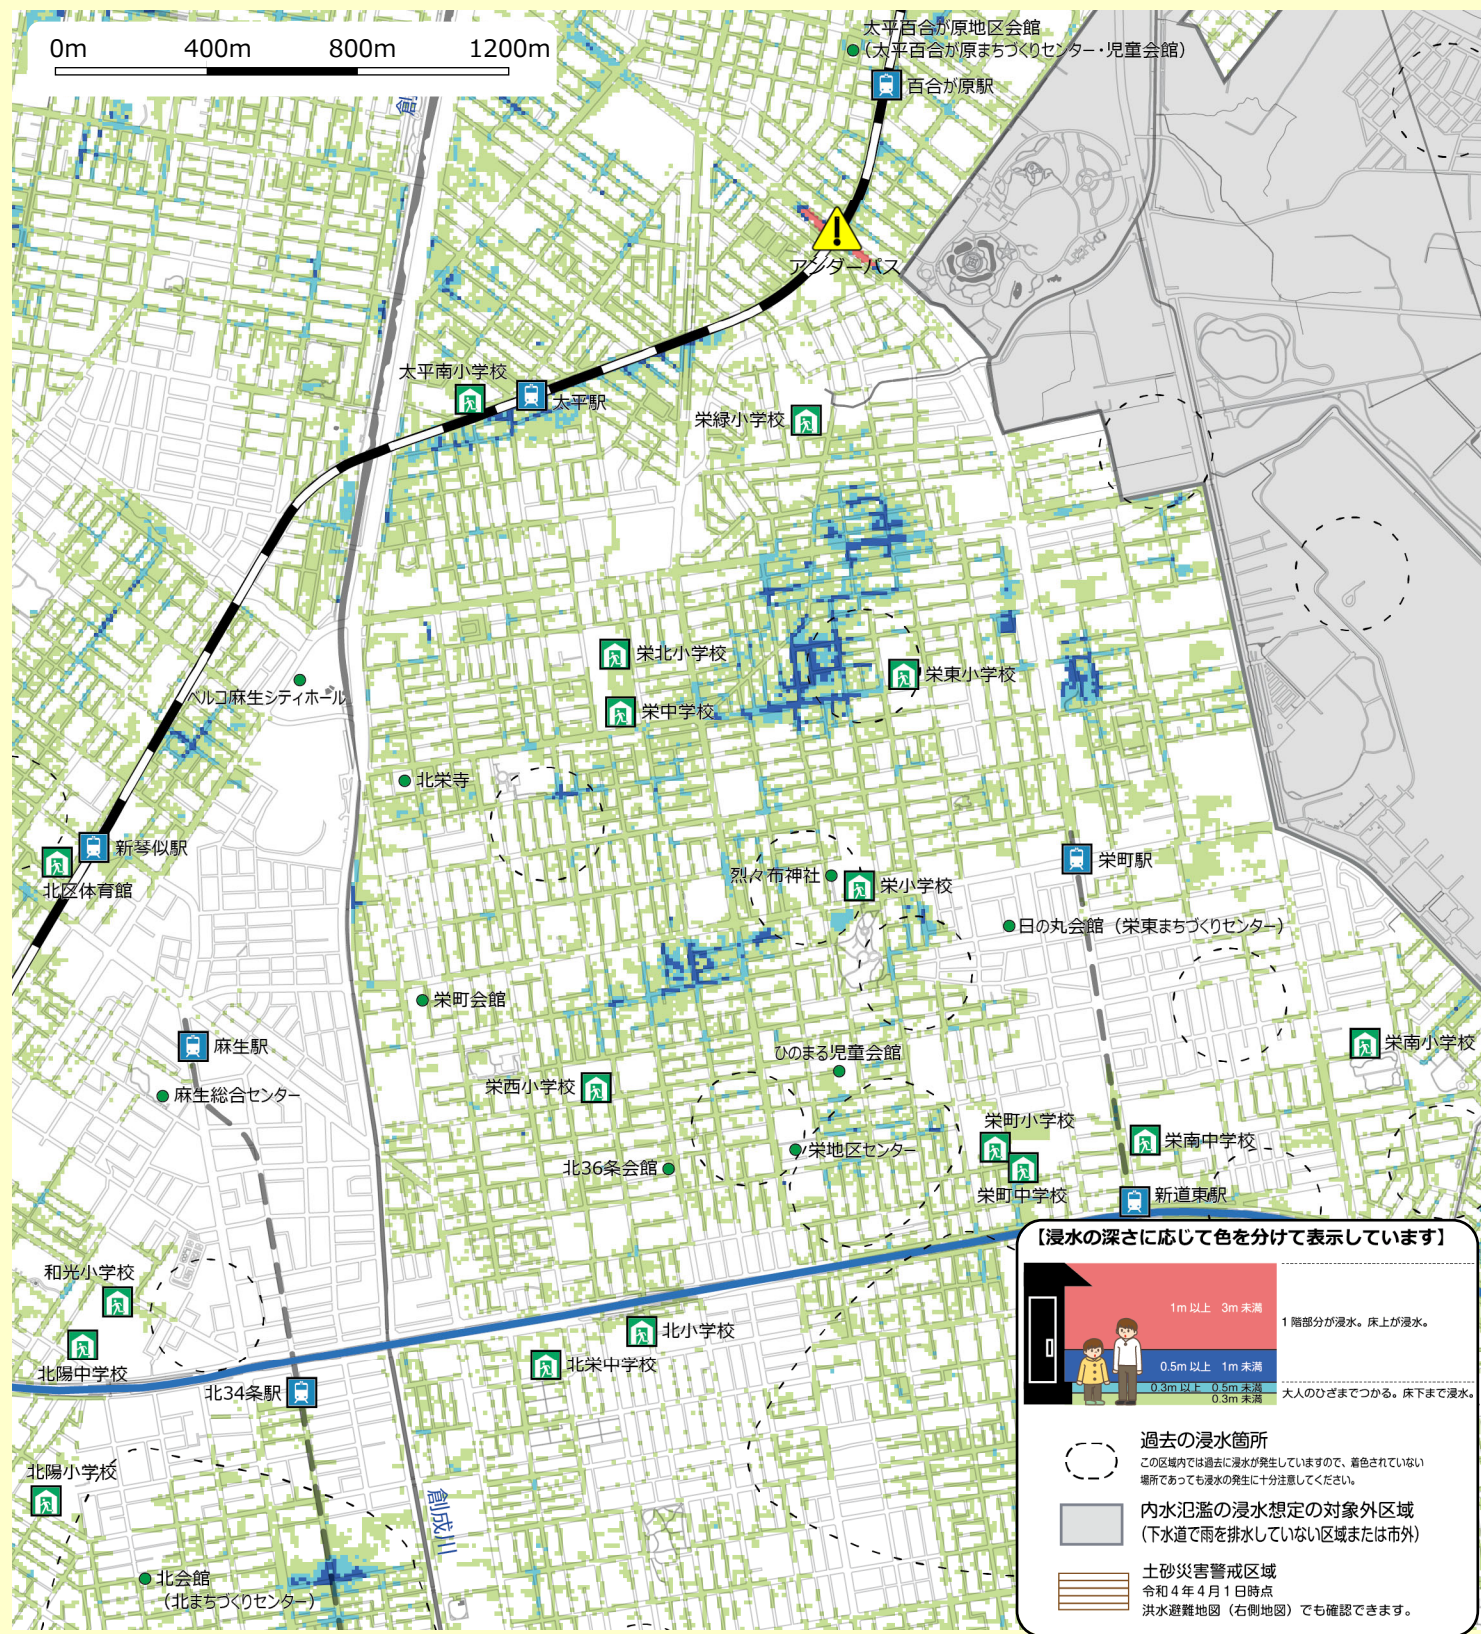 0m 400m 800m 1200m
太平百合が原地区会館
(太平百合が原まちづくりセンター・児童会館)
百合が原駅
アンダーパス
太平南小学校
太平駅
栄緑小学校
栄北小学校
栄東小学校
ベルコ麻生シティホール
栄中学校
北栄寺
新琴似駅
栄町駅
北区体育館
烈々布神社
栄小学校
日の丸会館(栄東まちづくりセンター)
栄町会館
麻生駅
栄南小学校
ひのまる児童会館
栄西小学校
麻生総合センター
栄町小学校
栄南中学校
栄地区センター
北36条会館
栄町中学校
新道東駅
和光小学校
北小学校
北陽中学校
北栄中学校
北34条駅
北陽小学校
創成川
北会館
(北まちづくりセンター)
【浸水の深さに応じて色を分けて表示しています】
1m 以上 3m 未満
1階部分が浸水。床上が浸水。
0.5m 以上 1m 未満
0.3m 以上 0.5m 未満
大人のひざまでつかる。床下まで浸水。
0.3m 未満
過去の浸水箇所
この区域内では過去に浸水が発生していますので、着色されていない
場所であっても浸水の発生に十分注意してください。
内水氾濫の浸水想定の対象外区域
(下水道で雨を排水していない区域または市外)
土砂災害警戒区域
令和4年4月1日時点
洪水避難地図(右側地図)でも確認できます。